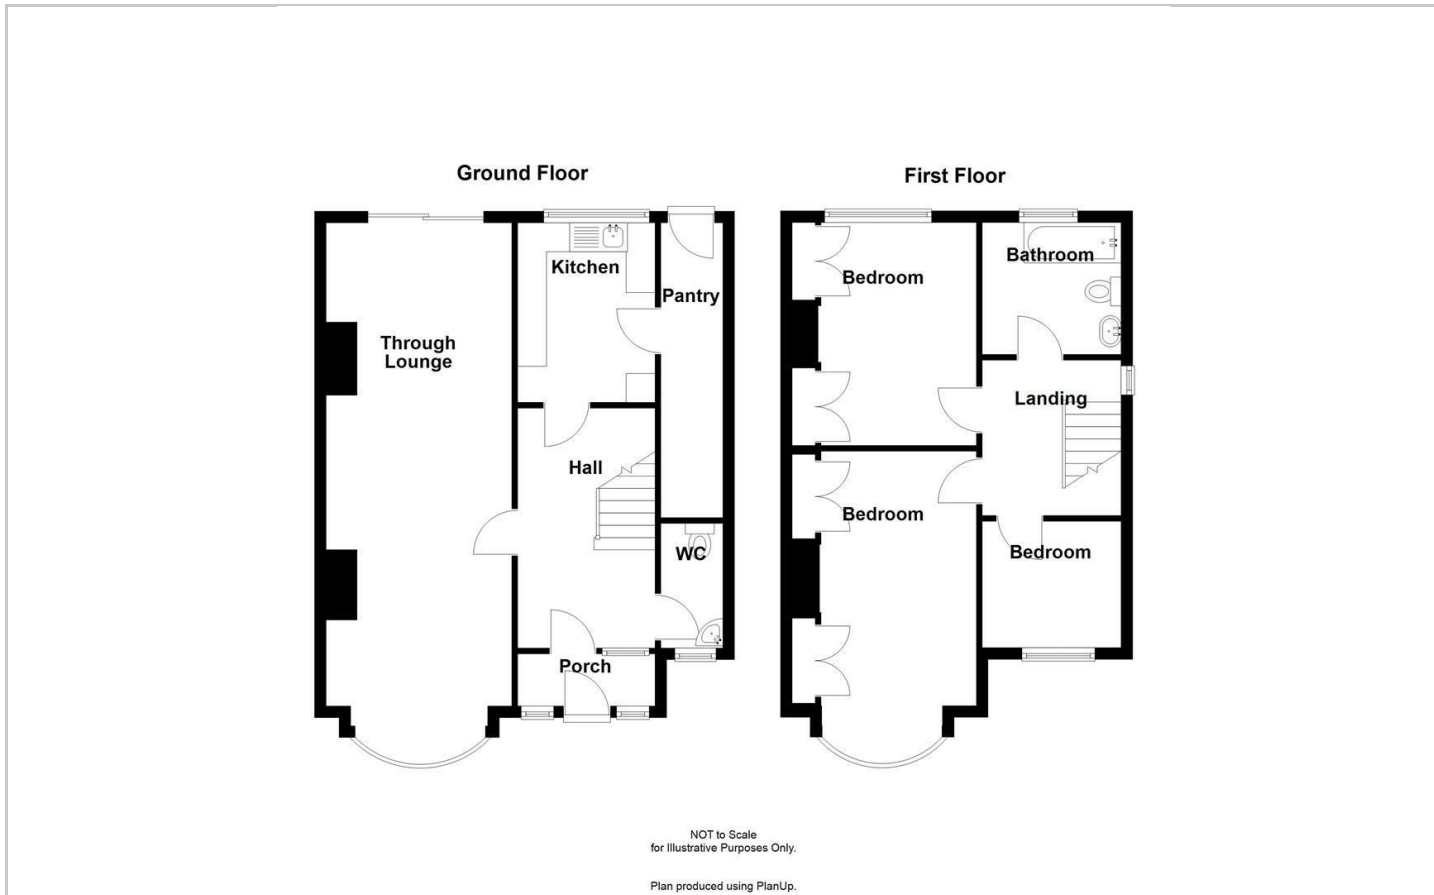 Ground Floor
Kitchen
Pantry
Through
Lounge
Hall
WC
Porch
First Floor
Bathroom
Bedroom
Landing
Bedroom
Bedroom
NOT to Scale
for Illustrative Purposes Only.
Plan produced using PlanUp.